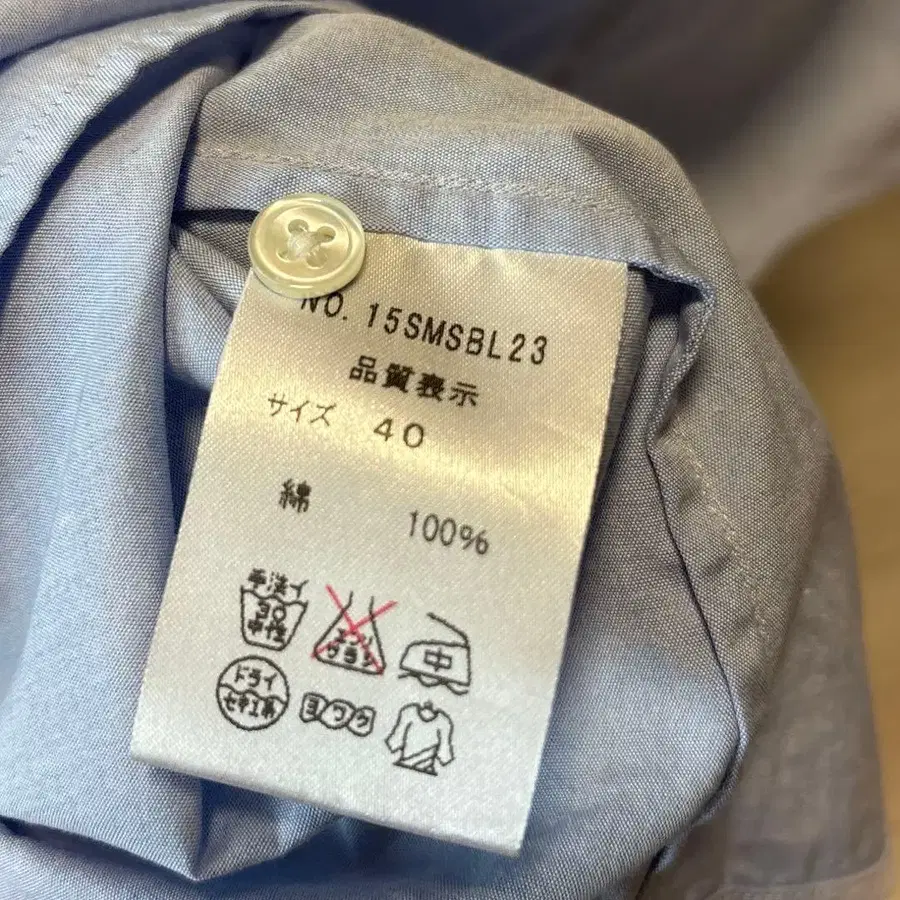 NO. 15SMSBL23
品質表示
サイズ 40
綿 100%
手洗イ
30
中性
エンソ
サラシ
中
ドライ
セキユ系
ヨワク